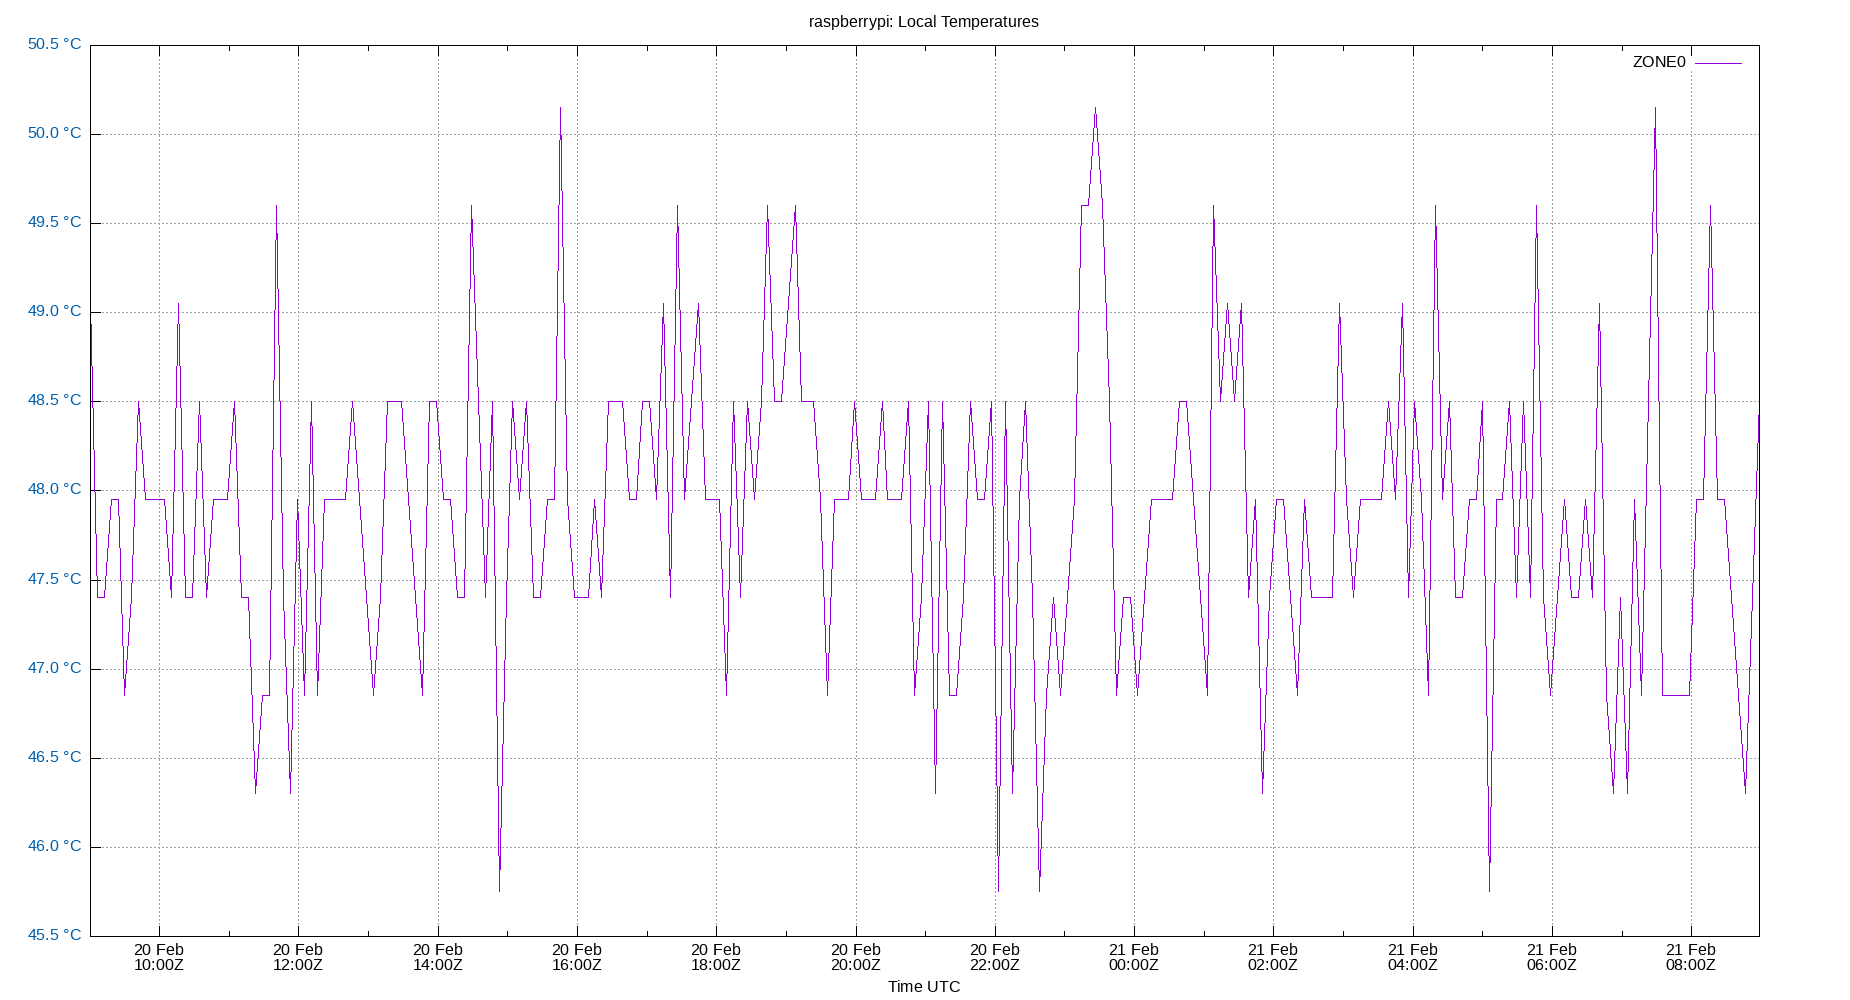 raspberrypi: Local Temperatures
50.5 °C
ZONE0
50.0 °C
49.5 °C
49.0 °C
48.5 °C
48.0 °C
47.5 °C
47.0 °C
46.5 °C
46.0 °C
45.5 °C
20 Feb 20 Feb 20 Feb 20 Feb 20 Feb 20 Feb 20 Feb 21 Feb 21 Feb 21 Feb 21 Feb 21 Feb
10:00Z 12:00Z 14:00Z 16:00Z 18:00Z 20:00Z 22:00Z 00:00Z 02:00Z 04:00Z 06:00Z 08:00Z
Time UTC